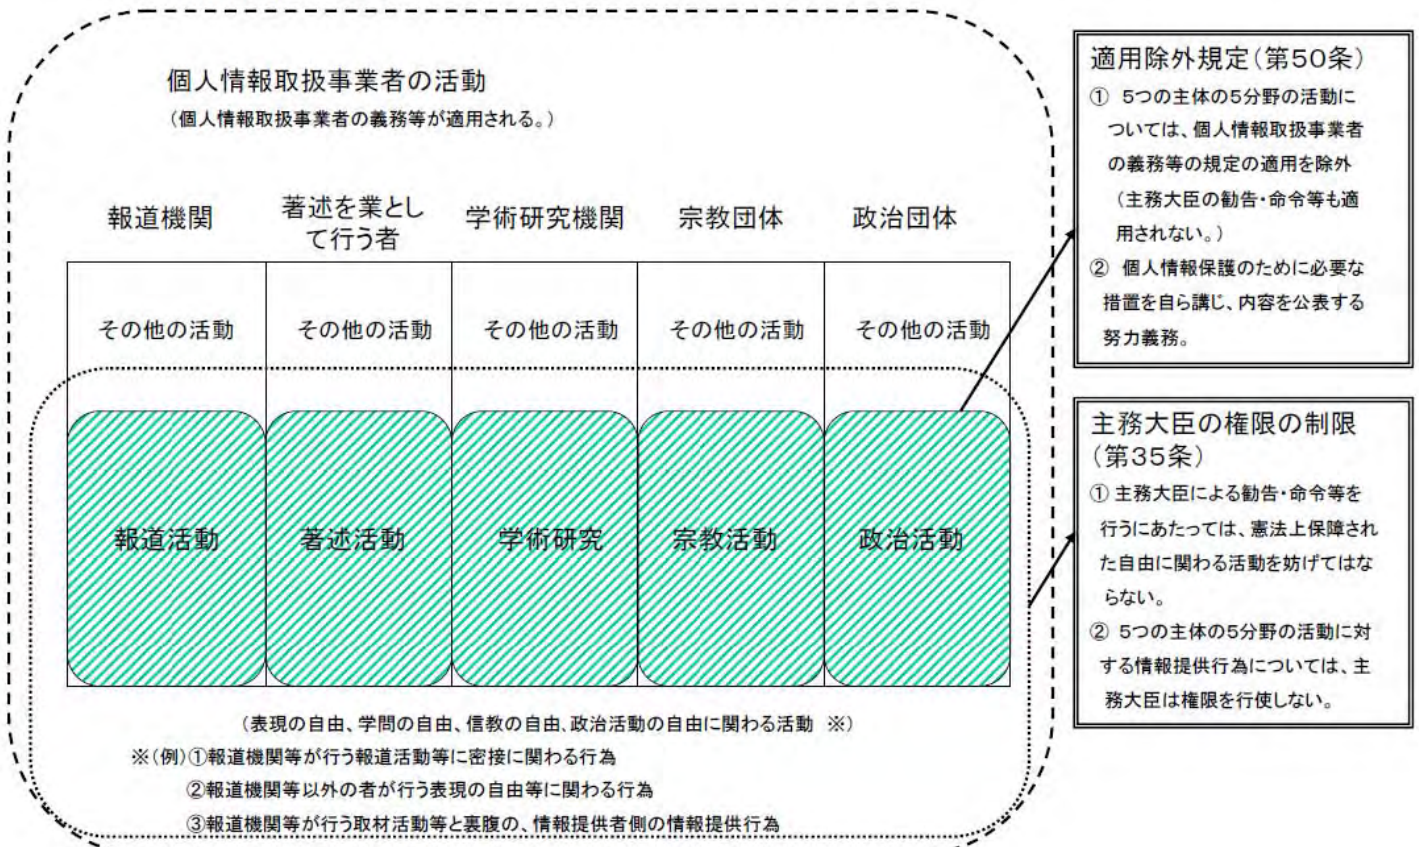 個人情報取扱事業者の活動
（個人情報取扱事業者の義務等が適用される。）
報道機関
著述を業とし
て行う者
学術研究機関
宗教団体
政治団体
その他の活動
その他の活動
その他の活動
その他の活動
その他の活動
報道活動
著述活動
学術研究
宗教活動
政治活動
（表現の自由、学問の自由、信教の自由、政治活動の自由に関わる活動 ※）
※（例）①報道機関等が行う報道活動等に密接に関わる行為
②報道機関等以外の者が行う表現の自由等に関わる行為
③報道機関等が行う取材活動等と裏腹の、情報提供者側の情報提供行為
適用除外規定（第50条）
① 5つの主体の5分野の活動に
ついては、個人情報取扱事業者
の義務等の規定の適用を除外
（主務大臣の勧告・命令等も適
用されない。）
② 個人情報保護のために必要な
措置を自ら講じ、内容を公表する
努力義務。
主務大臣の権限の制限
（第35条）
① 主務大臣による勧告・命令等を
行うにあたっては、憲法上保障され
た自由に関わる活動を妨げてはな
らない。
② 5つの主体の5分野の活動に対
する情報提供行為については、主
務大臣は権限を行使しない。